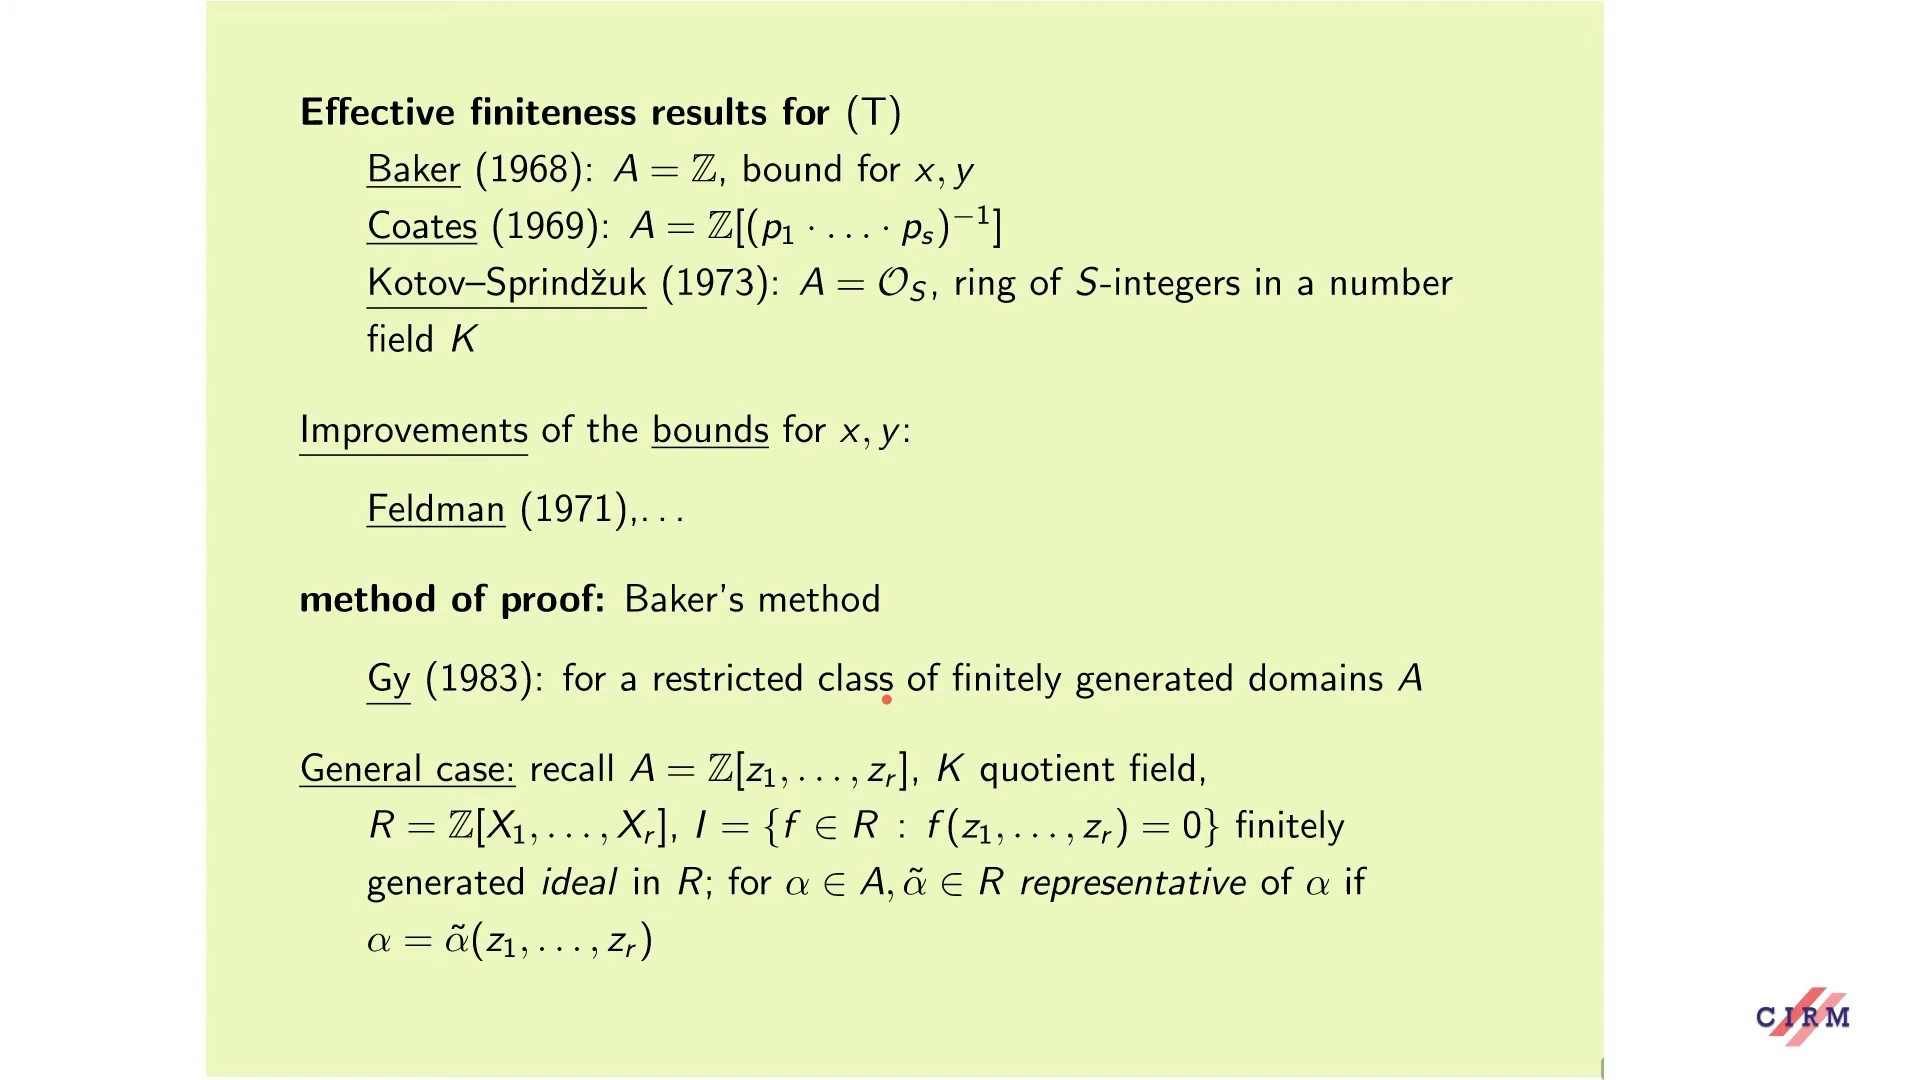 Effective finiteness results for (T)
Baker (1968): A = ℤ, bound for x, y
Coates (1969): A = ℤ[(p₁ · … · pₛ)⁻¹]
Kotov–Sprindžuk (1973): A = 𝒪_S, ring of S-integers in a number
field K
Improvements of the bounds for x, y:
Feldman (1971),…
method of proof: Baker's method
Gy (1983): for a restricted class of finitely generated domains A
General case: recall A = ℤ[z₁, …, zᵣ], K quotient field,
R = ℤ[X₁, …, Xᵣ], I = {f ∈ R : f(z₁, …, zᵣ) = 0} finitely
generated ideal in R; for α ∈ A, α̃ ∈ R representative of α if
α = α̃(z₁, …, zᵣ)
CIRM